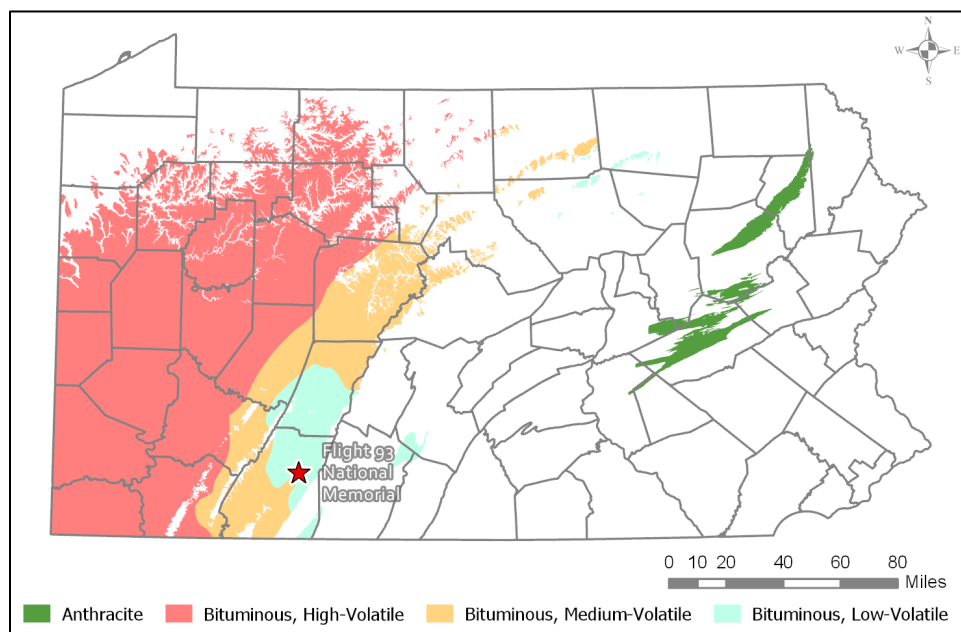 N
W E
S
Flight 93
National
Memorial
0 10 20 40 60 80
Miles
Anthracite Bituminous, High-Volatile Bituminous, Medium-Volatile Bituminous, Low-Volatile